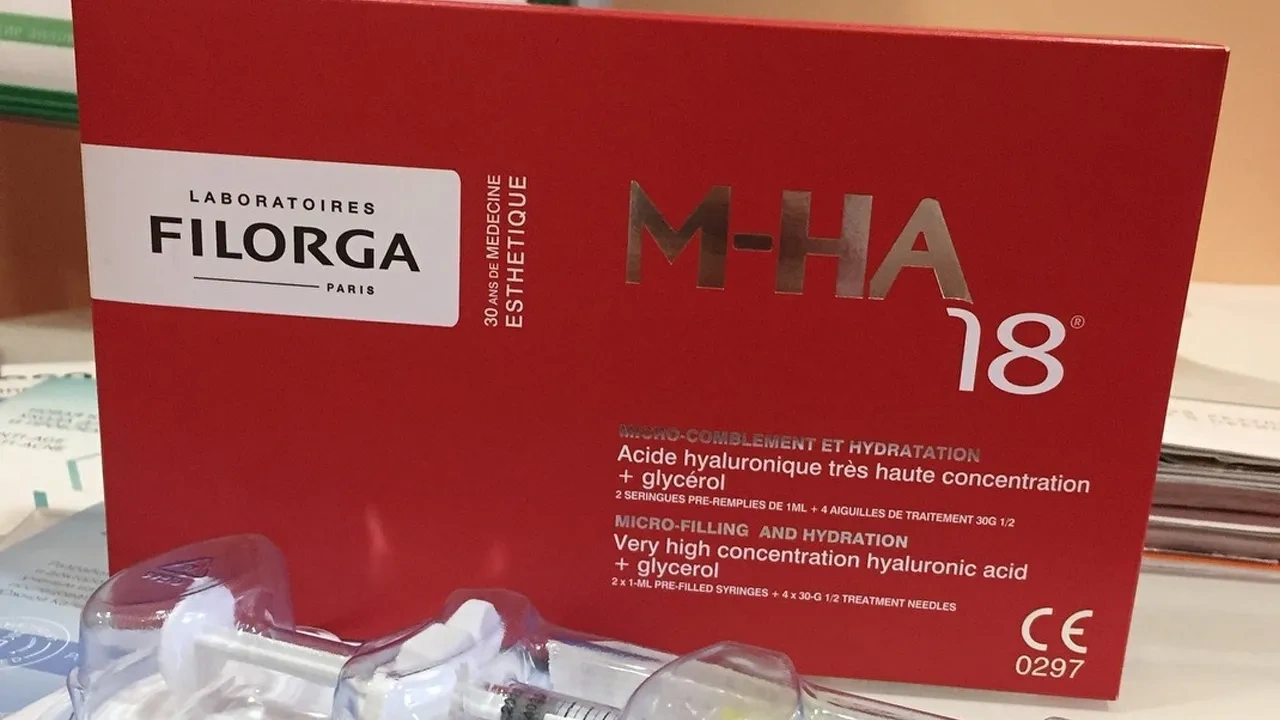 LABORATOIRES
FILORGA
PARIS
30 ANS DE MEDECINE
ESTHETIQUE
M-HA
18®
MICRO-COMBLEMENT ET HYDRATATION
Acide hyaluronique très haute concentration
+ glycérol
2 SERINGUES PRE-REMPLIES DE 1ML + 4 AIGUILLES DE TRAITEMENT 30G 1/2
MICRO-FILLING AND HYDRATION
Very high concentration hyaluronic acid
+ glycerol
2 x 1-ML PRE-FILLED SYRINGES + 4 x 30-G 1/2 TREATMENT NEEDLES
CE
0297